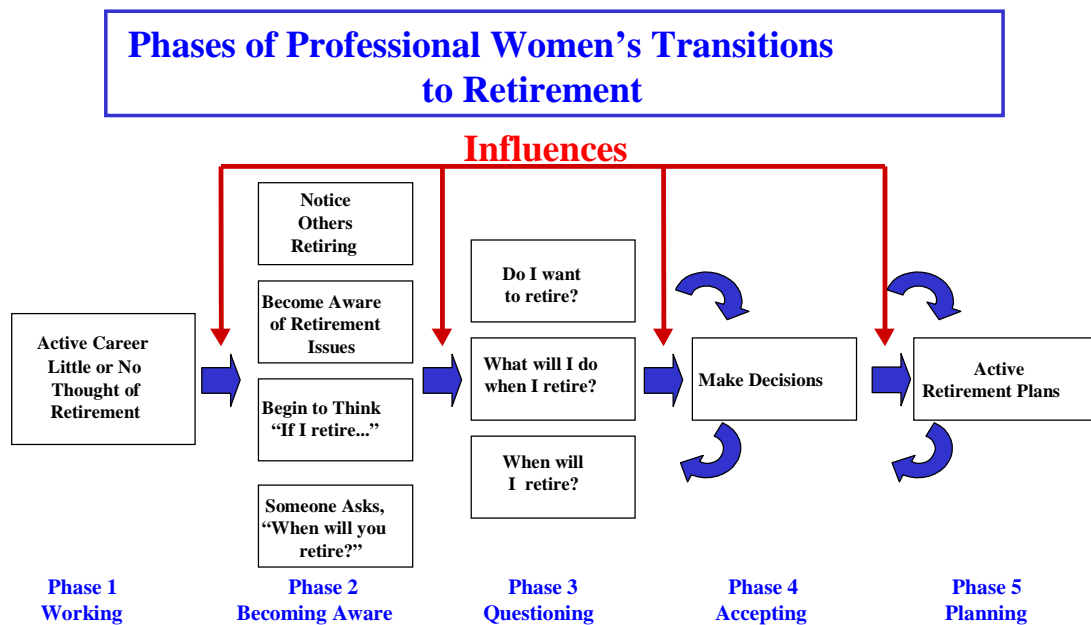 Phases of Professional Women's Transitions
to Retirement
Influences
Active Career
Little or No
Thought of
Retirement
Notice
Others
Retiring
Become Aware
of Retirement
Issues
Begin to Think
“If I retire...”
Someone Asks,
“When will you
retire?”
Do I want
to retire?
What will I do
when I retire?
When will
I retire?
Make Decisions
Active
Retirement Plans
Phase 1
Working
Phase 2
Becoming Aware
Phase 3
Questioning
Phase 4
Accepting
Phase 5
Planning